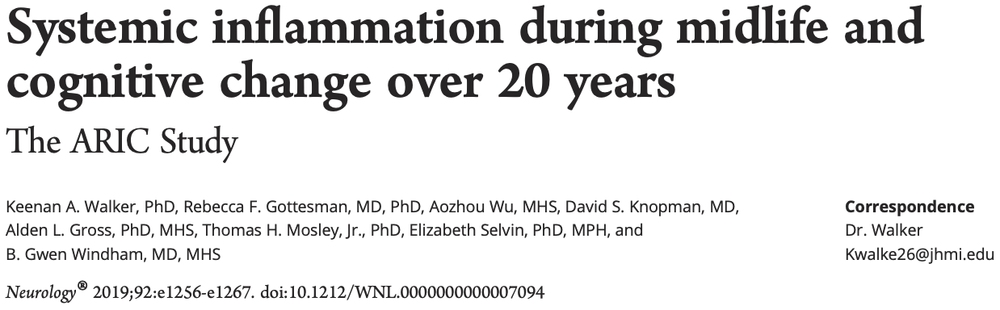 Systemic inflammation during midlife and
cognitive change over 20 years
The ARIC Study
Keenan A. Walker, PhD, Rebecca F. Gottesman, MD, PhD, Aozhou Wu, MHS, David S. Knopman, MD,
Alden L. Gross, PhD, MHS, Thomas H. Mosley, Jr., PhD, Elizabeth Selvin, PhD, MPH, and
B. Gwen Windham, MD, MHS
Correspondence
Dr. Walker
Kwalke26@jhmi.edu
Neurology® 2019;92:e1256-e1267. doi:10.1212/WNL.0000000000007094